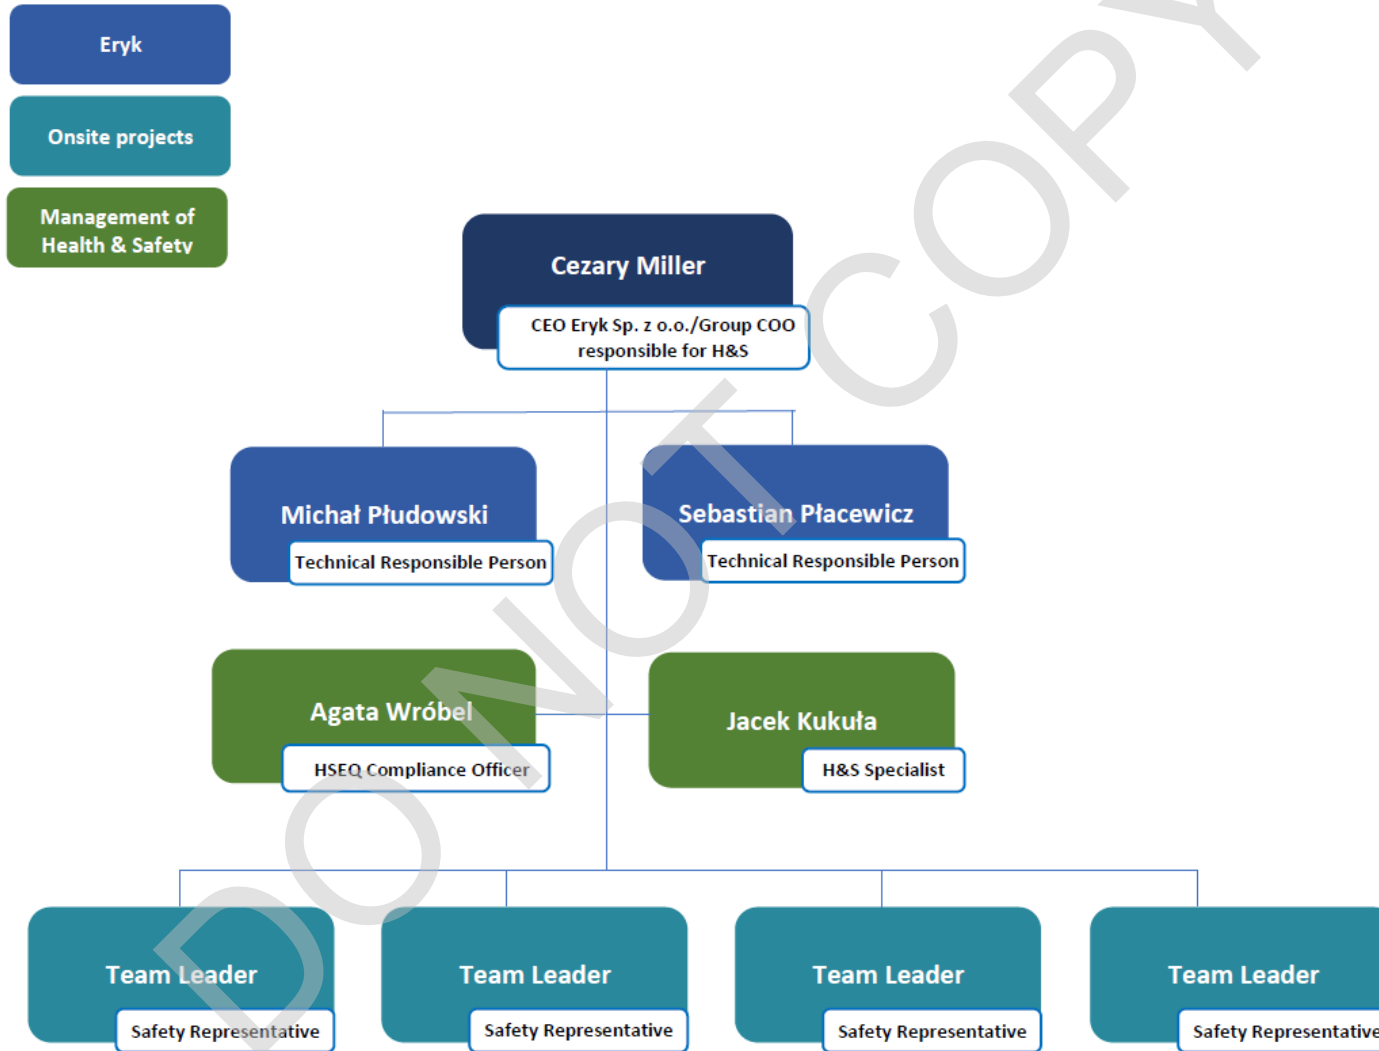 Eryk
Onsite projects
Management of
Health & Safety
Cezary Miller
CEO Eryk Sp. z o.o./Group COO
responsible for H&S
Michał Płudowski
Technical Responsible Person
Sebastian Płacewicz
Technical Responsible Person
Agata Wróbel
HSEQ Compliance Officer
Jacek Kukuła
H&S Specialist
Team Leader
Safety Representative
Team Leader
Safety Representative
Team Leader
Safety Representative
Team Leader
Safety Representative
DO NOT COPY